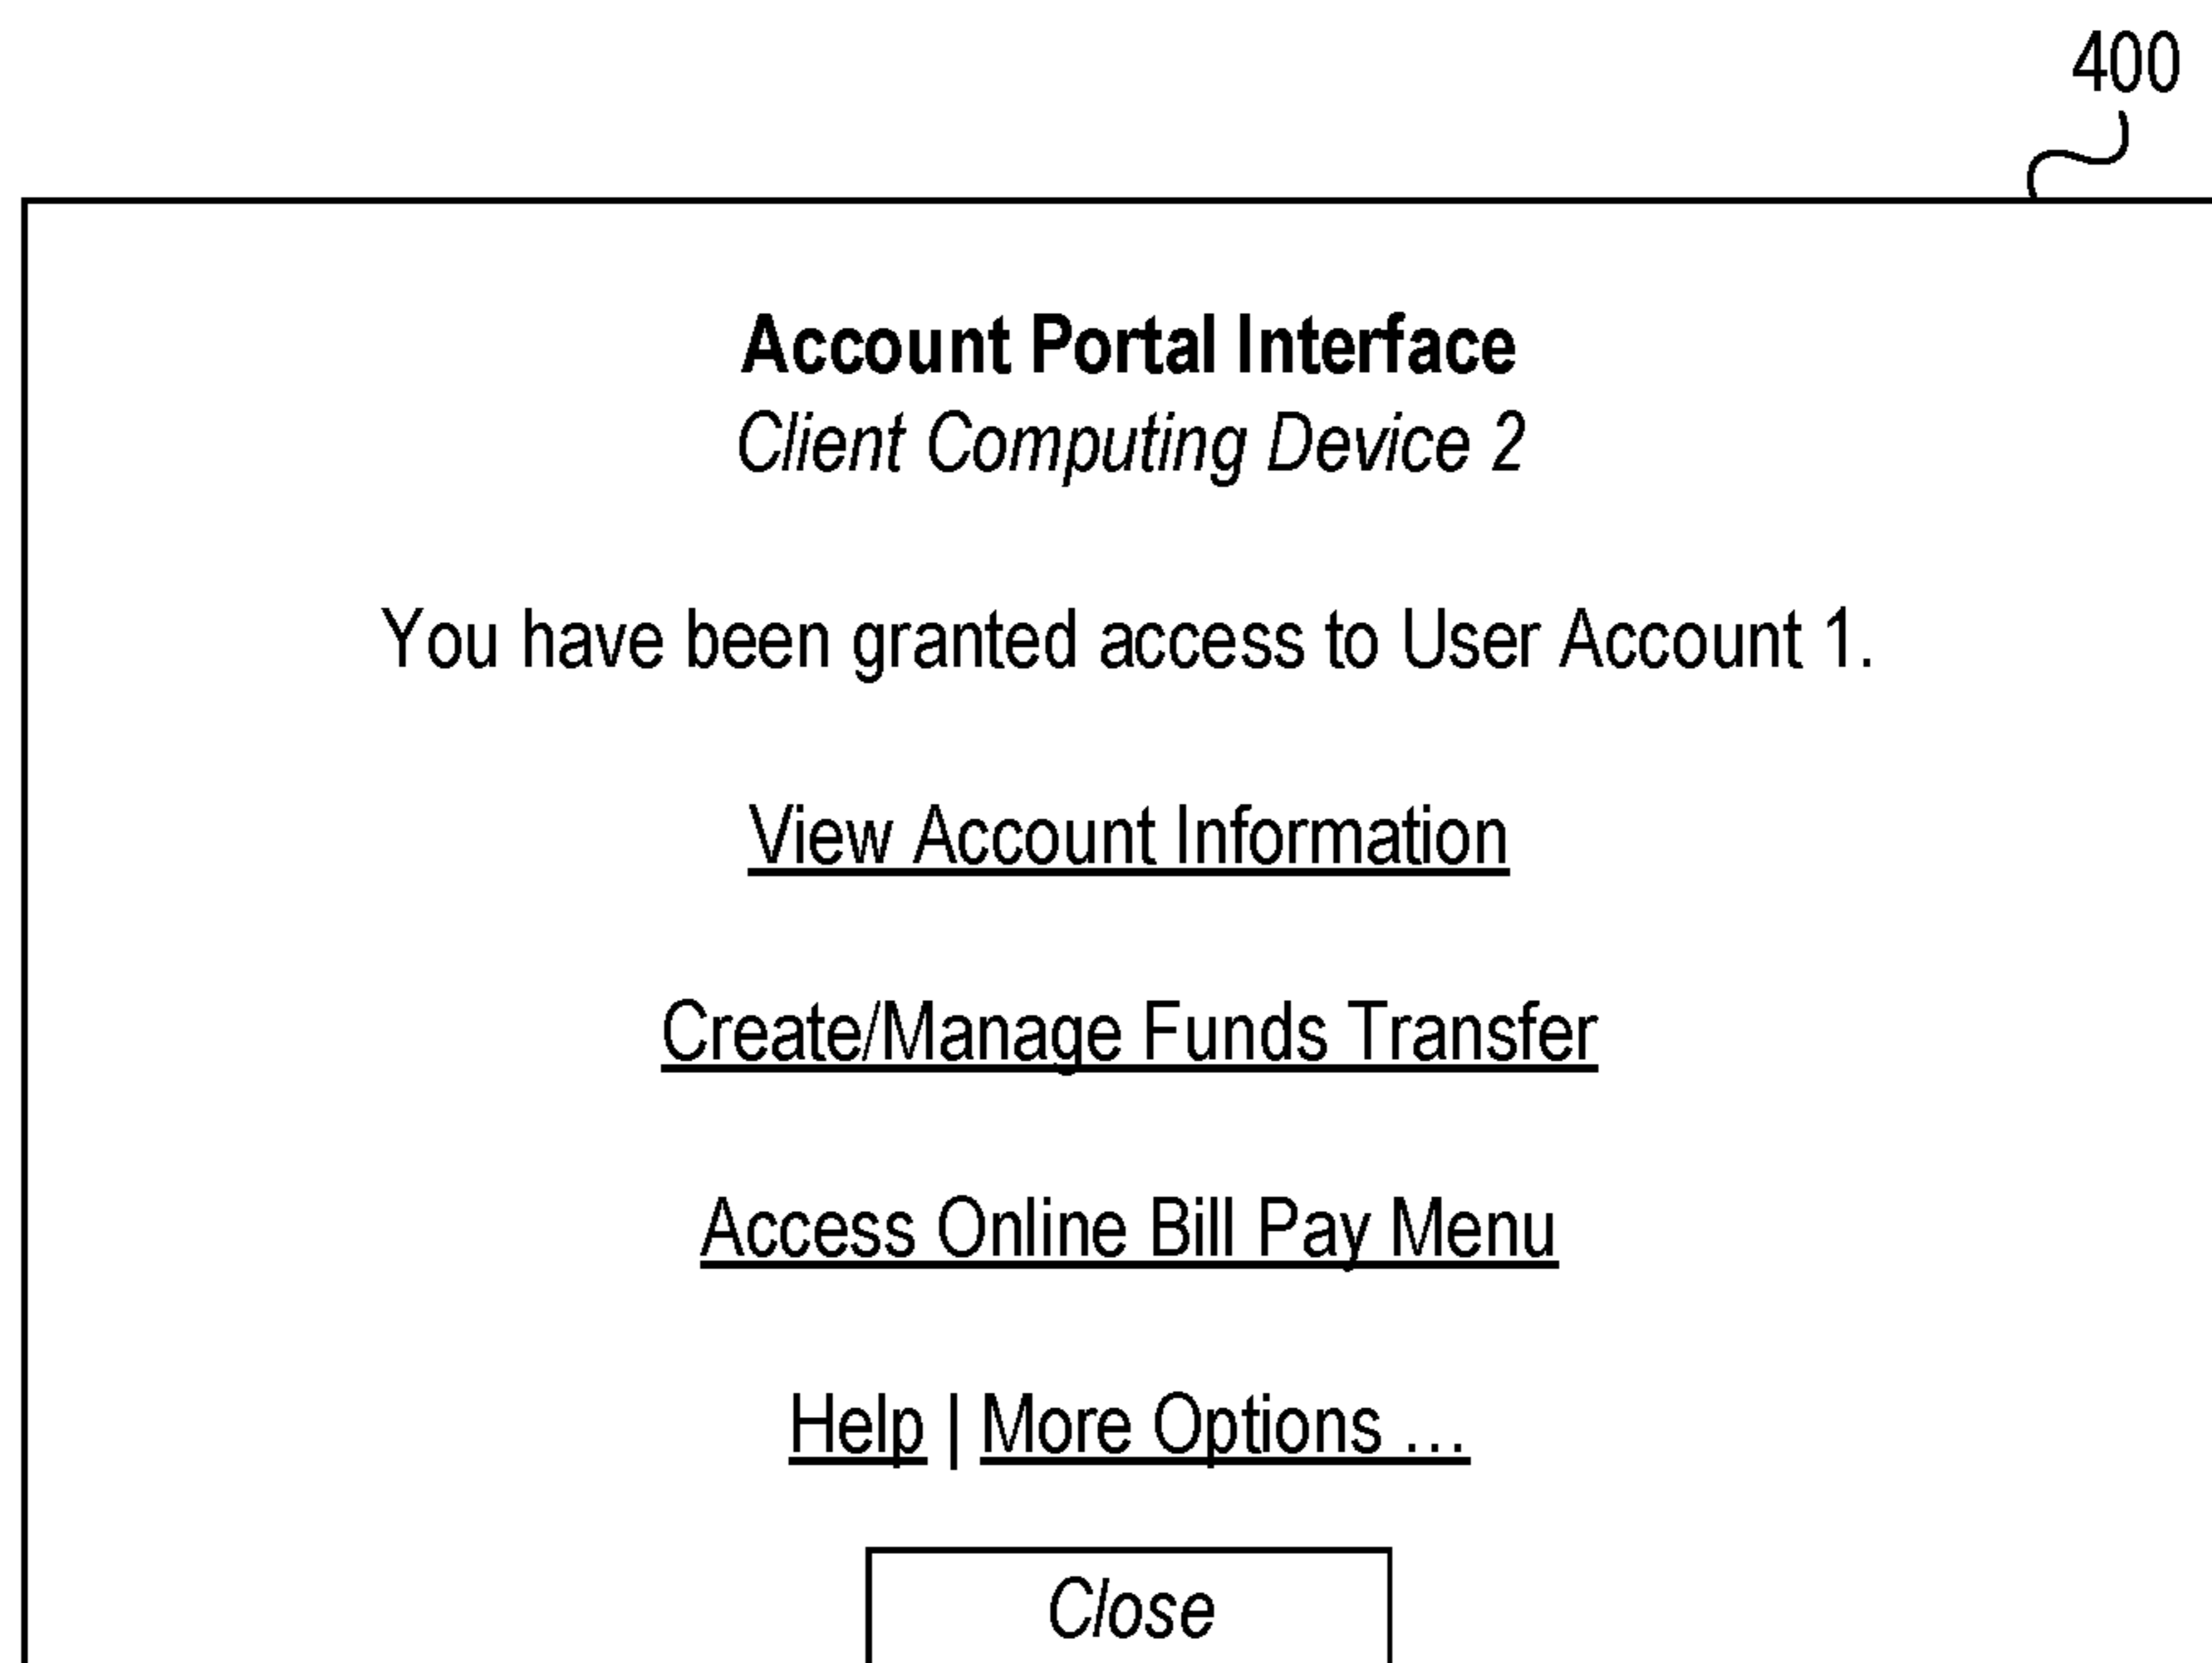 400
Account Portal Interface
Client Computing Device 2
You have been granted access to User Account 1.
View Account Information
Create/Manage Funds Transfer
Access Online Bill Pay Menu
Help | More Options ...
Close